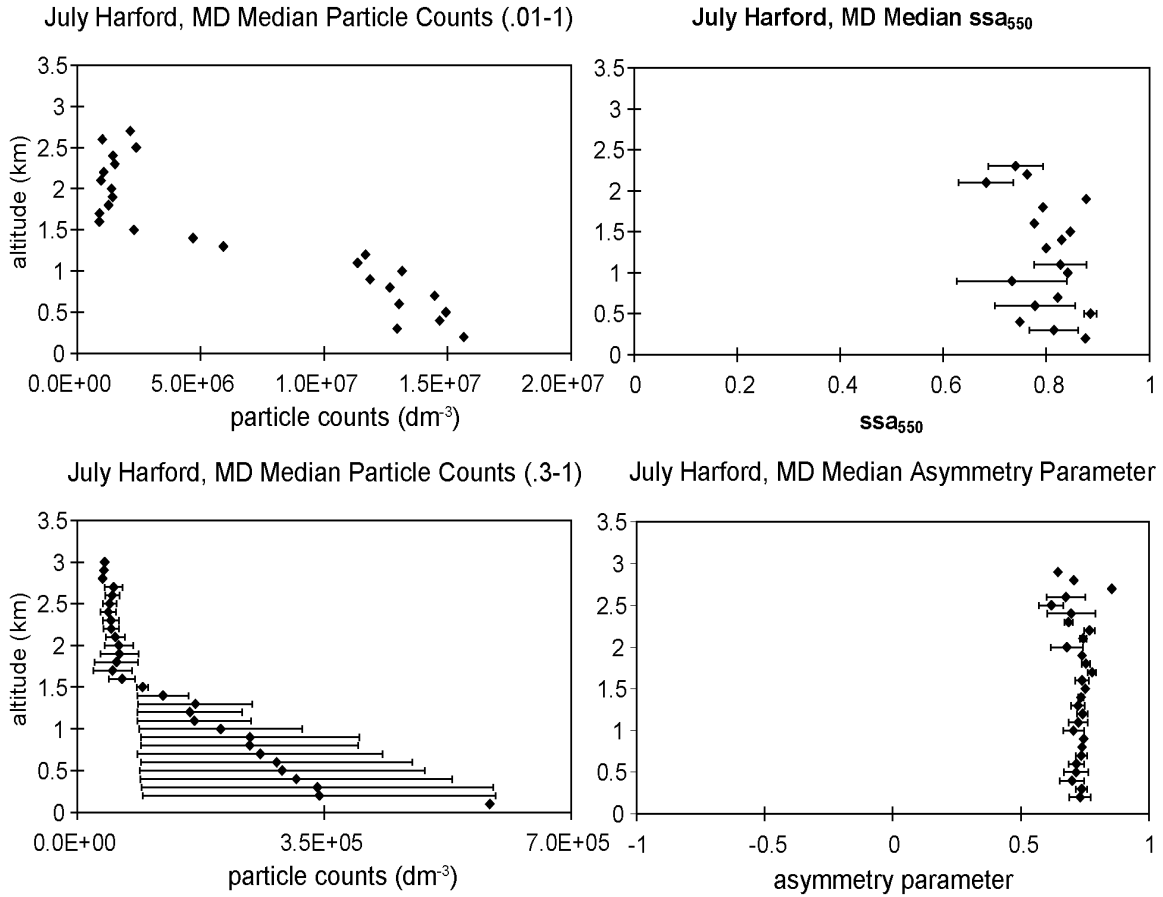 July Harford, MD Median Particle Counts (.01-1)
3.5
3
2.5
2
1.5
1
0.5
0
altitude (km)
0.0E+00 5.0E+06 1.0E+07 1.5E+07 2.0E+07
particle counts (dm-3)
July Harford, MD Median ssa550
3.5
3
2.5
2
1.5
1
0.5
0
0 0.2 0.4 0.6 0.8 1
ssa550
July Harford, MD Median Particle Counts (.3-1)
3.5
3
2.5
2
1.5
1
0.5
0
altitude (km)
0.0E+00 3.5E+05 7.0E+05
particle counts (dm-3)
July Harford, MD Median Asymmetry Parameter
3.5
3
2.5
2
1.5
1
0.5
0
-1 -0.5 0 0.5 1
asymmetry parameter